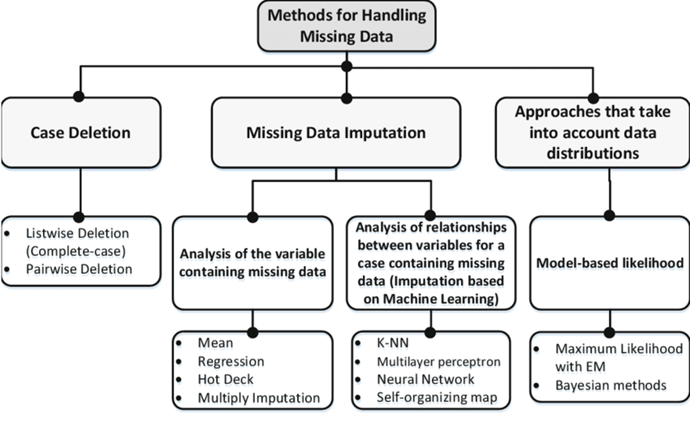 Methods for Handling
Missing Data
Case Deletion
Missing Data Imputation
Approaches that take
into account data
distributions
• Listwise Deletion
(Complete-case)
• Pairwise Deletion
Analysis of the variable
containing missing data
Analysis of relationships
between variables for a
case containing missing
data (Imputation based
on Machine Learning)
Model-based likelihood
• Mean
• Regression
• Hot Deck
• Multiply Imputation
• K-NN
• Multilayer perceptron
• Neural Network
• Self-organizing map
• Maximum Likelihood
with EM
• Bayesian methods